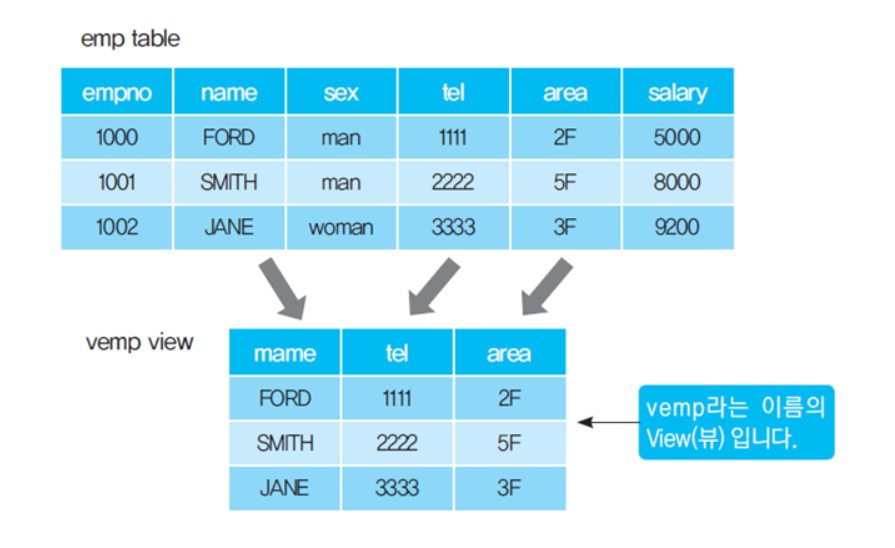 emp table
empno name sex tel area salary
1000 FORD man 1111 2F 5000
1001 SMITH man 2222 5F 8000
1002 JANE woman 3333 3F 9200
vemp view
mame tel area
FORD 1111 2F
SMITH 2222 5F
JANE 3333 3F
vemp라는 이름의
View(뷰) 입니다.